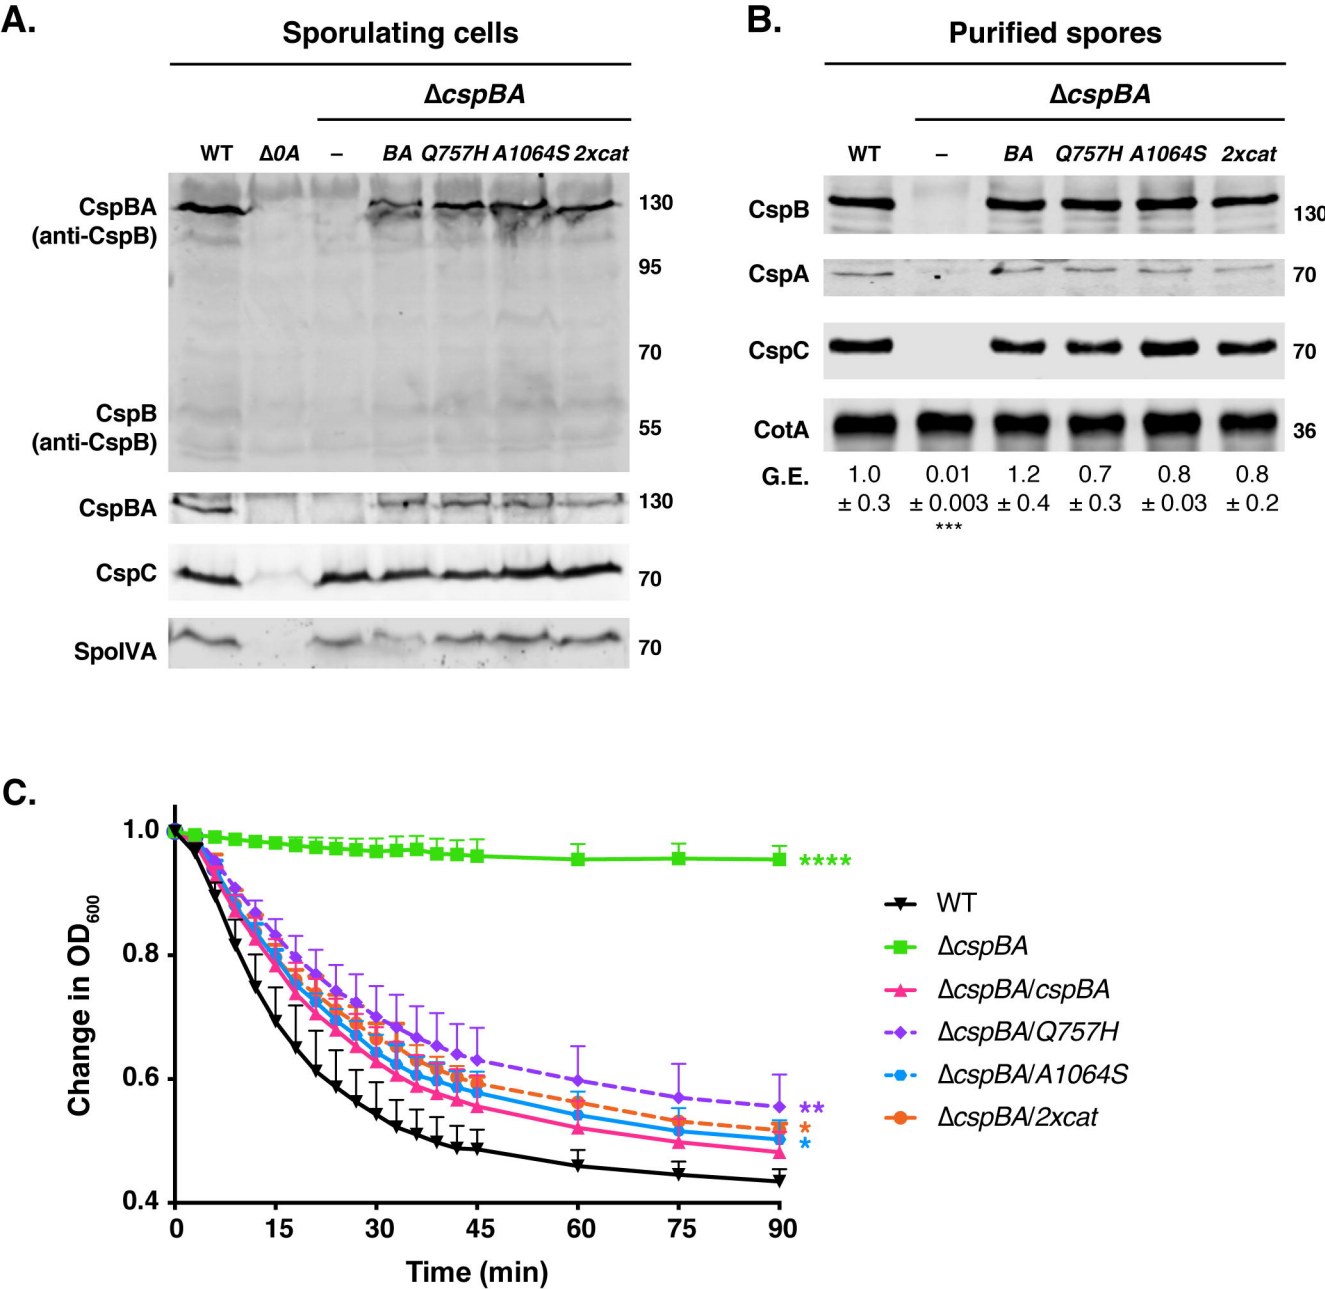 A.
Sporulating cells
ΔcspBA
WT Δ0A – BA Q757H A1064S 2xcat
CspBA
(anti-CspB)
130
95
70
CspB
(anti-CspB)
55
CspBA 130
CspC 70
SpoIVA 70
B.
Purified spores
ΔcspBA
WT – BA Q757H A1064S 2xcat
CspB 130
CspA 70
CspC 70
CotA 36
G.E. 1.0 0.01 1.2 0.7 0.8 0.8
± 0.3 ± 0.003 ± 0.4 ± 0.3 ± 0.03 ± 0.2
***
C.
Change in OD600
1.0
0.8
0.6
0.4
0 15 30 45 60 75 90
Time (min)
****
**
*
*
WT
ΔcspBA
ΔcspBA/cspBA
ΔcspBA/Q757H
ΔcspBA/A1064S
ΔcspBA/2xcat